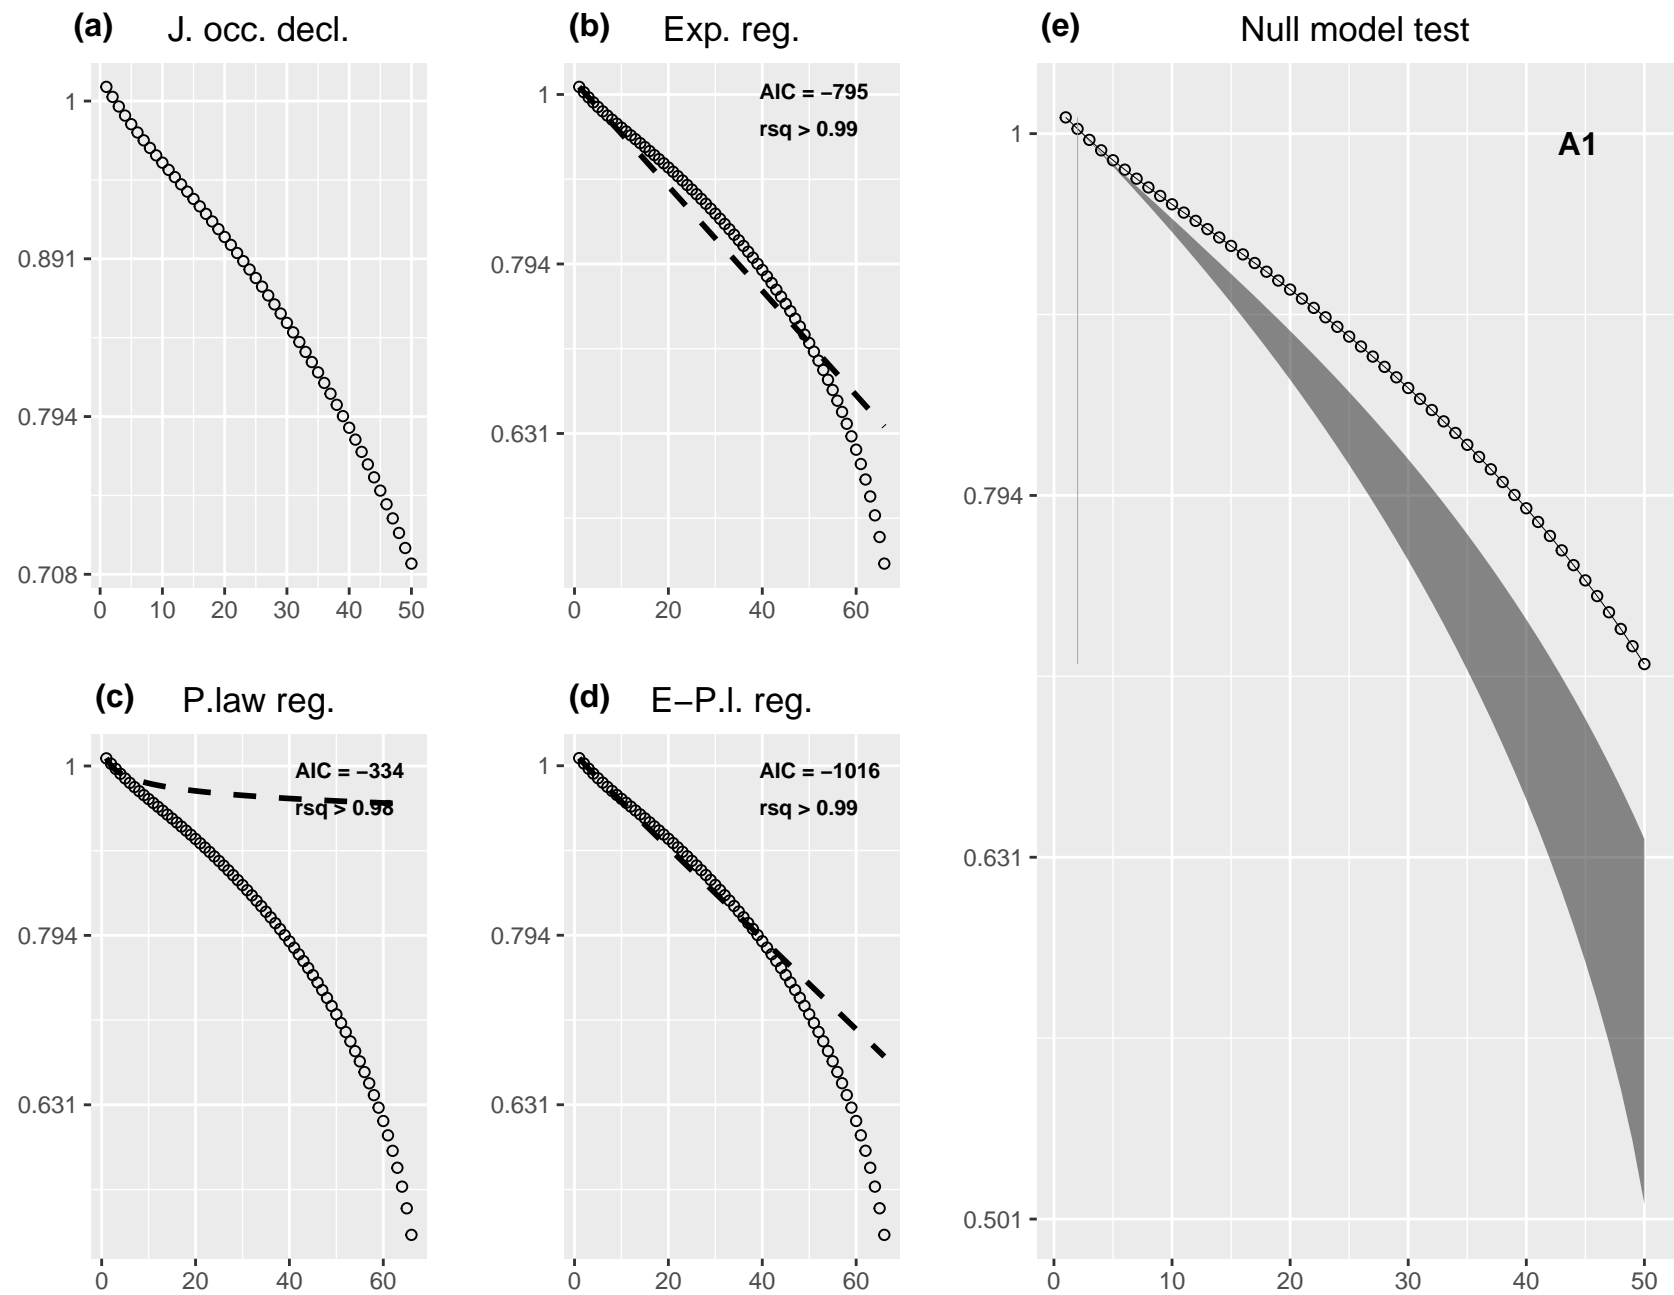 (a) J. occ. decl.
1
0.891
0.794
0.708
0 10 20 30 40 50
(b) Exp. reg.
AIC = −795
rsq > 0.99
1
0.794
0.631
0 20 40 60
(c) P.law reg.
AIC = −334
rsq > 0.98
1
0.794
0.631
0 20 40 60
(d) E−P.l. reg.
AIC = −1016
rsq > 0.99
1
0.794
0.631
0 20 40 60
(e) Null model test
A1
1
0.794
0.631
0.501
0 10 20 30 40 50